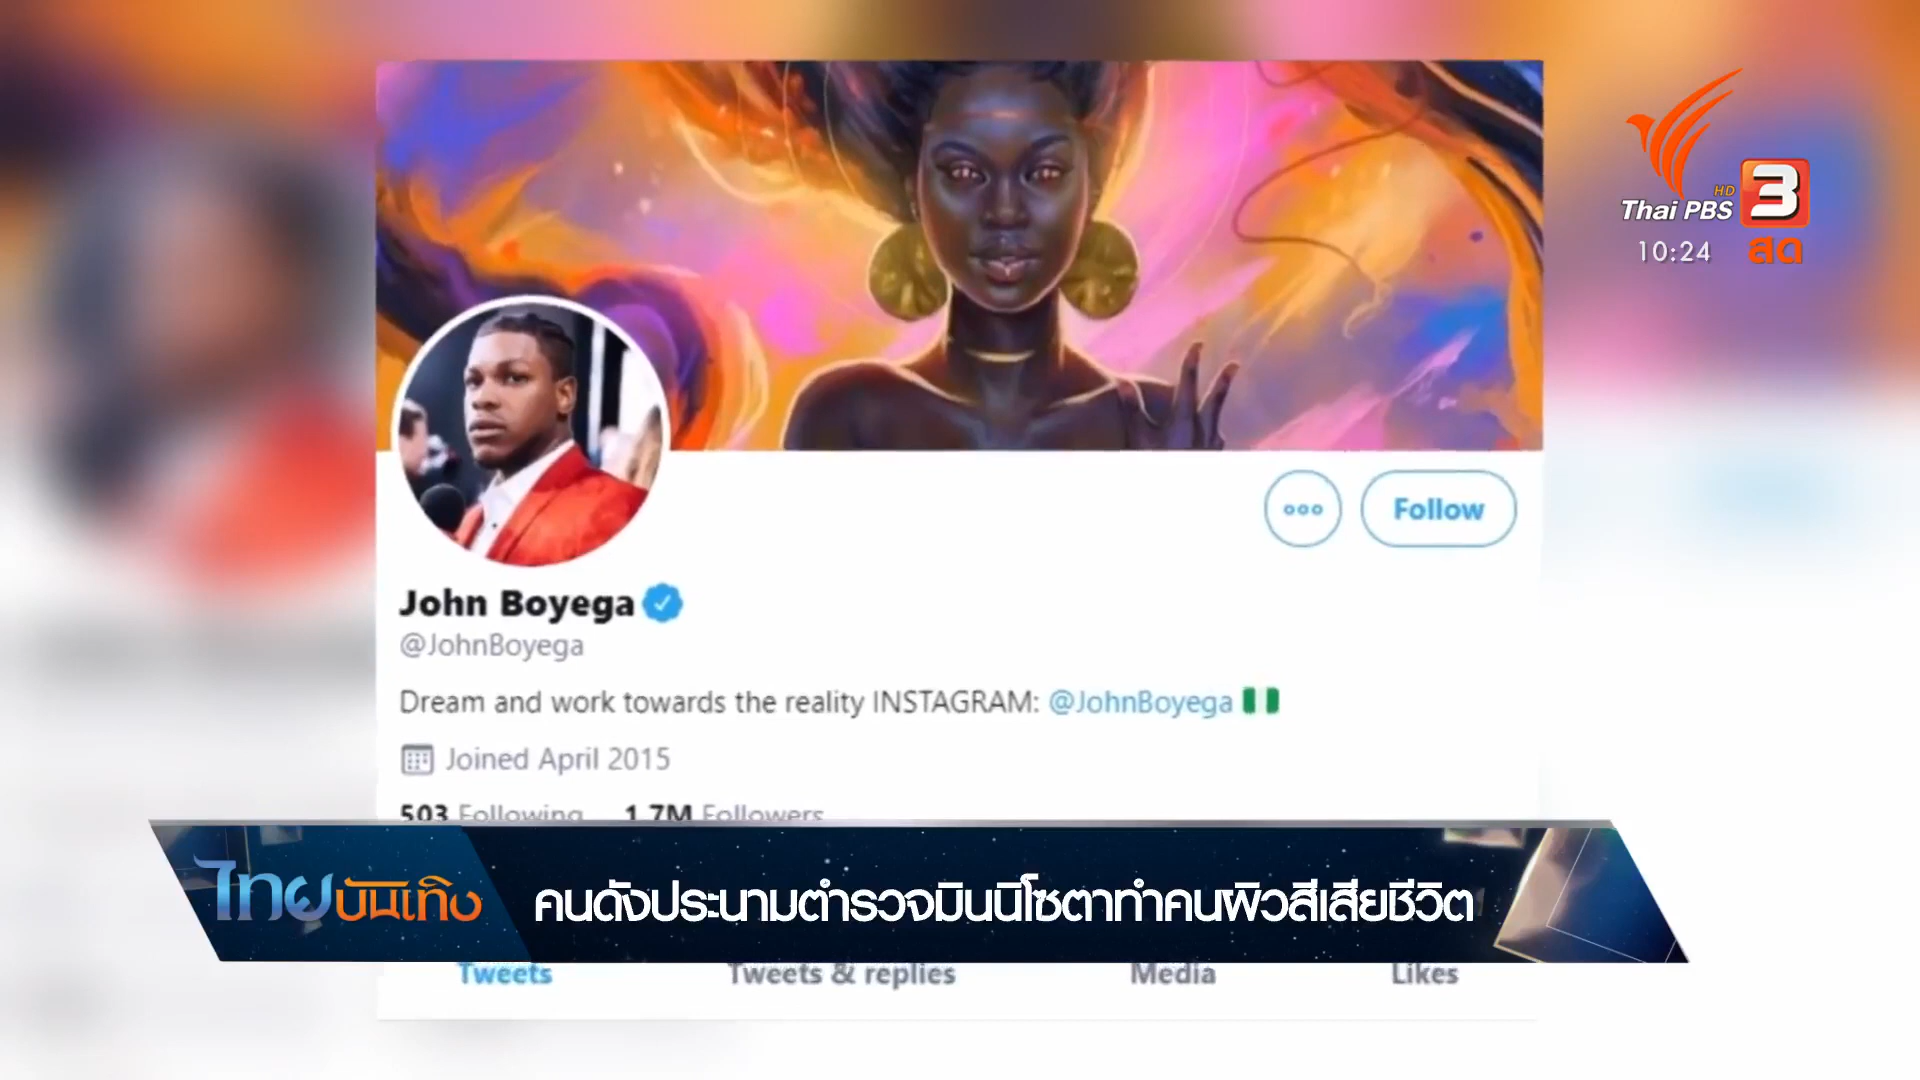 HD
Thai PBS 3
10:24 สด
Follow
John Boyega
@JohnBoyega
Dream and work towards the reality INSTAGRAM: @JohnBoyega
Joined April 2015
503 Following 1.7M Followers
ไทยบันเทิง
คนดังประนามตำรวจมินนิโซตาทำคนผิวสีเสียชีวิต
Tweets Tweets & replies Media Likes